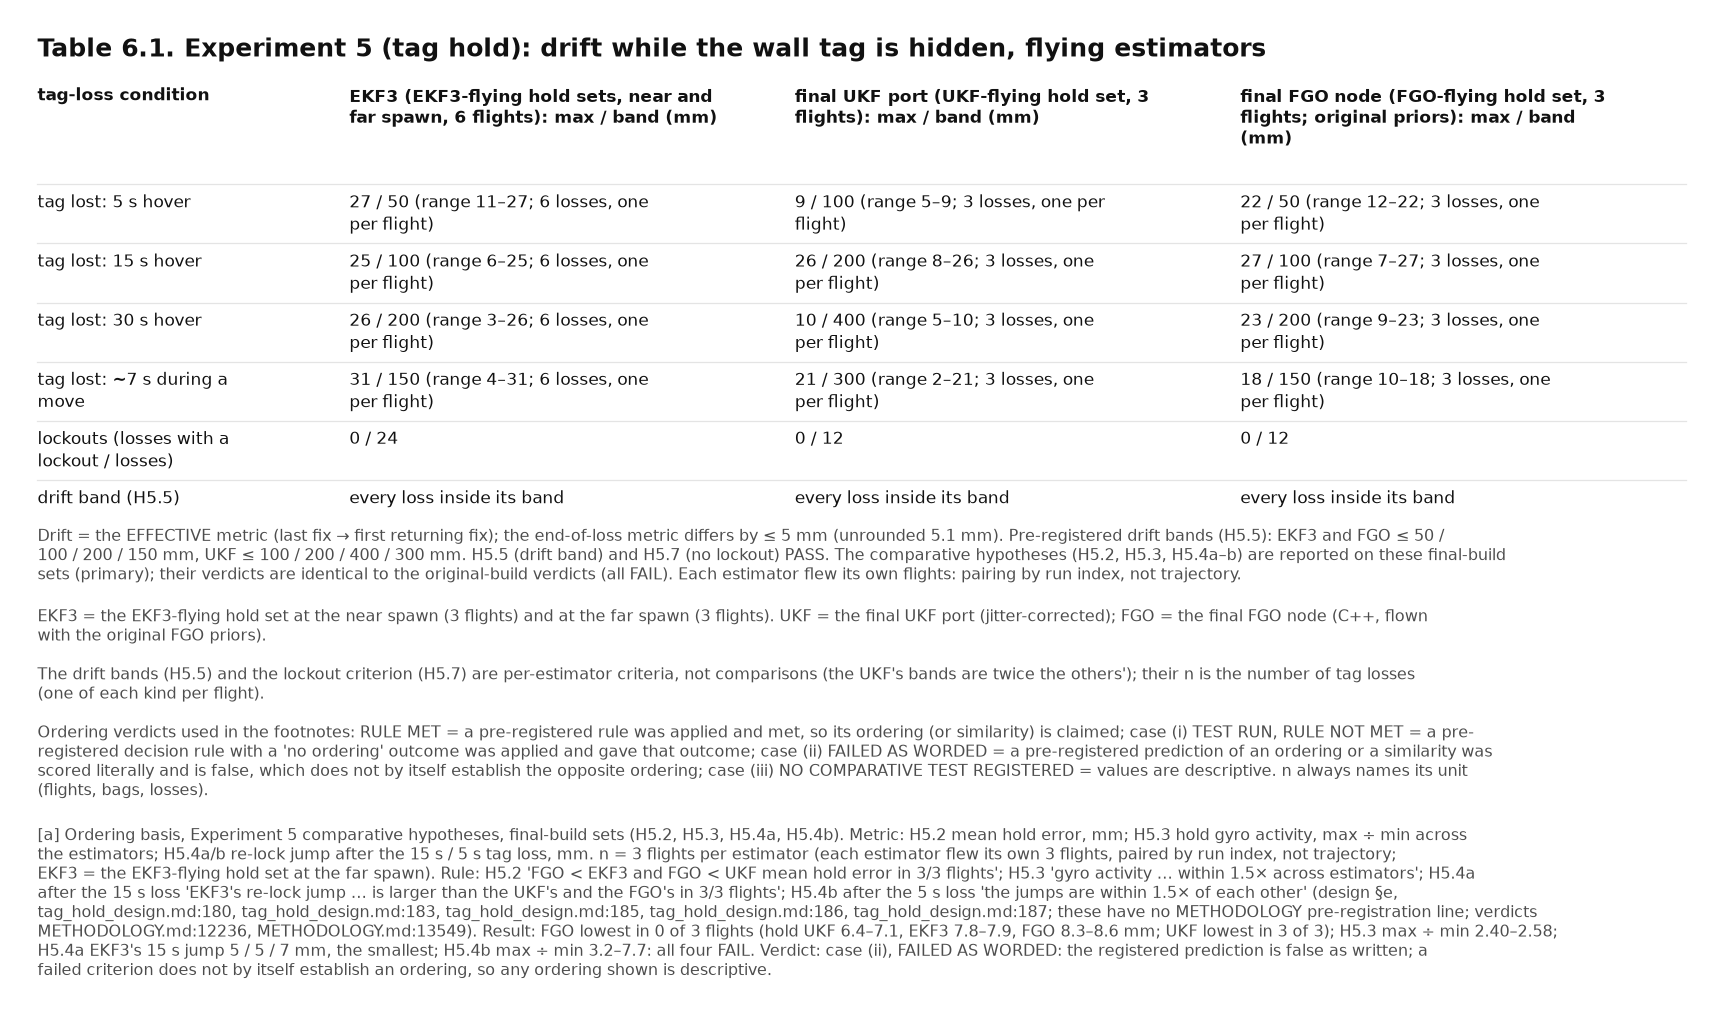 Table 6.1. Experiment 5 (tag hold): drift while the wall tag is hidden, flying estimators
tag-loss condition
EKF3 (EKF3-flying hold sets, near and
far spawn, 6 flights): max / band (mm)
final UKF port (UKF-flying hold set, 3
flights): max / band (mm)
final FGO node (FGO-flying hold set, 3
flights; original priors): max / band
(mm)
tag lost: 5 s hover
27 / 50 (range 11–27; 6 losses, one
per flight)
9 / 100 (range 5–9; 3 losses, one per
flight)
22 / 50 (range 12–22; 3 losses, one
per flight)
tag lost: 15 s hover
25 / 100 (range 6–25; 6 losses, one
per flight)
26 / 200 (range 8–26; 3 losses, one
per flight)
27 / 100 (range 7–27; 3 losses, one
per flight)
tag lost: 30 s hover
26 / 200 (range 3–26; 6 losses, one
per flight)
10 / 400 (range 5–10; 3 losses, one
per flight)
23 / 200 (range 9–23; 3 losses, one
per flight)
tag lost: ~7 s during a
move
31 / 150 (range 4–31; 6 losses, one
per flight)
21 / 300 (range 2–21; 3 losses, one
per flight)
18 / 150 (range 10–18; 3 losses, one
per flight)
lockouts (losses with a
lockout / losses)
0 / 24
0 / 12
0 / 12
drift band (H5.5)
every loss inside its band
every loss inside its band
every loss inside its band
Drift = the EFFECTIVE metric (last fix → first returning fix); the end-of-loss metric differs by ≤ 5 mm (unrounded 5.1 mm). Pre-registered drift bands (H5.5): EKF3 and FGO ≤ 50 /
100 / 200 / 150 mm, UKF ≤ 100 / 200 / 400 / 300 mm. H5.5 (drift band) and H5.7 (no lockout) PASS. The comparative hypotheses (H5.2, H5.3, H5.4a–b) are reported on these final-build
sets (primary); their verdicts are identical to the original-build verdicts (all FAIL). Each estimator flew its own flights: pairing by run index, not trajectory.
EKF3 = the EKF3-flying hold set at the near spawn (3 flights) and at the far spawn (3 flights). UKF = the final UKF port (jitter-corrected); FGO = the final FGO node (C++, flown
with the original FGO priors).
The drift bands (H5.5) and the lockout criterion (H5.7) are per-estimator criteria, not comparisons (the UKF's bands are twice the others'); their n is the number of tag losses
(one of each kind per flight).
Ordering verdicts used in the footnotes: RULE MET = a pre-registered rule was applied and met, so its ordering (or similarity) is claimed; case (i) TEST RUN, RULE NOT MET = a pre-
registered decision rule with a 'no ordering' outcome was applied and gave that outcome; case (ii) FAILED AS WORDED = a pre-registered prediction of an ordering or a similarity was
scored literally and is false, which does not by itself establish the opposite ordering; case (iii) NO COMPARATIVE TEST REGISTERED = values are descriptive. n always names its unit
(flights, bags, losses).
[a] Ordering basis, Experiment 5 comparative hypotheses, final-build sets (H5.2, H5.3, H5.4a, H5.4b). Metric: H5.2 mean hold error, mm; H5.3 hold gyro activity, max ÷ min across
the estimators; H5.4a/b re-lock jump after the 15 s / 5 s tag loss, mm. n = 3 flights per estimator (each estimator flew its own 3 flights, paired by run index, not trajectory;
EKF3 = the EKF3-flying hold set at the far spawn). Rule: H5.2 'FGO < EKF3 and FGO < UKF mean hold error in 3/3 flights'; H5.3 'gyro activity … within 1.5× across estimators'; H5.4a
after the 15 s loss 'EKF3's re-lock jump … is larger than the UKF's and the FGO's in 3/3 flights'; H5.4b after the 5 s loss 'the jumps are within 1.5× of each other' (design §e,
tag_hold_design.md:180, tag_hold_design.md:183, tag_hold_design.md:185, tag_hold_design.md:186, tag_hold_design.md:187; these have no METHODOLOGY pre-registration line; verdicts
METHODOLOGY.md:12236, METHODOLOGY.md:13549). Result: FGO lowest in 0 of 3 flights (hold UKF 6.4–7.1, EKF3 7.8–7.9, FGO 8.3–8.6 mm; UKF lowest in 3 of 3); H5.3 max ÷ min 2.40–2.58;
H5.4a EKF3's 15 s jump 5 / 5 / 7 mm, the smallest; H5.4b max ÷ min 3.2–7.7: all four FAIL. Verdict: case (ii), FAILED AS WORDED: the registered prediction is false as written; a
failed criterion does not by itself establish an ordering, so any ordering shown is descriptive.